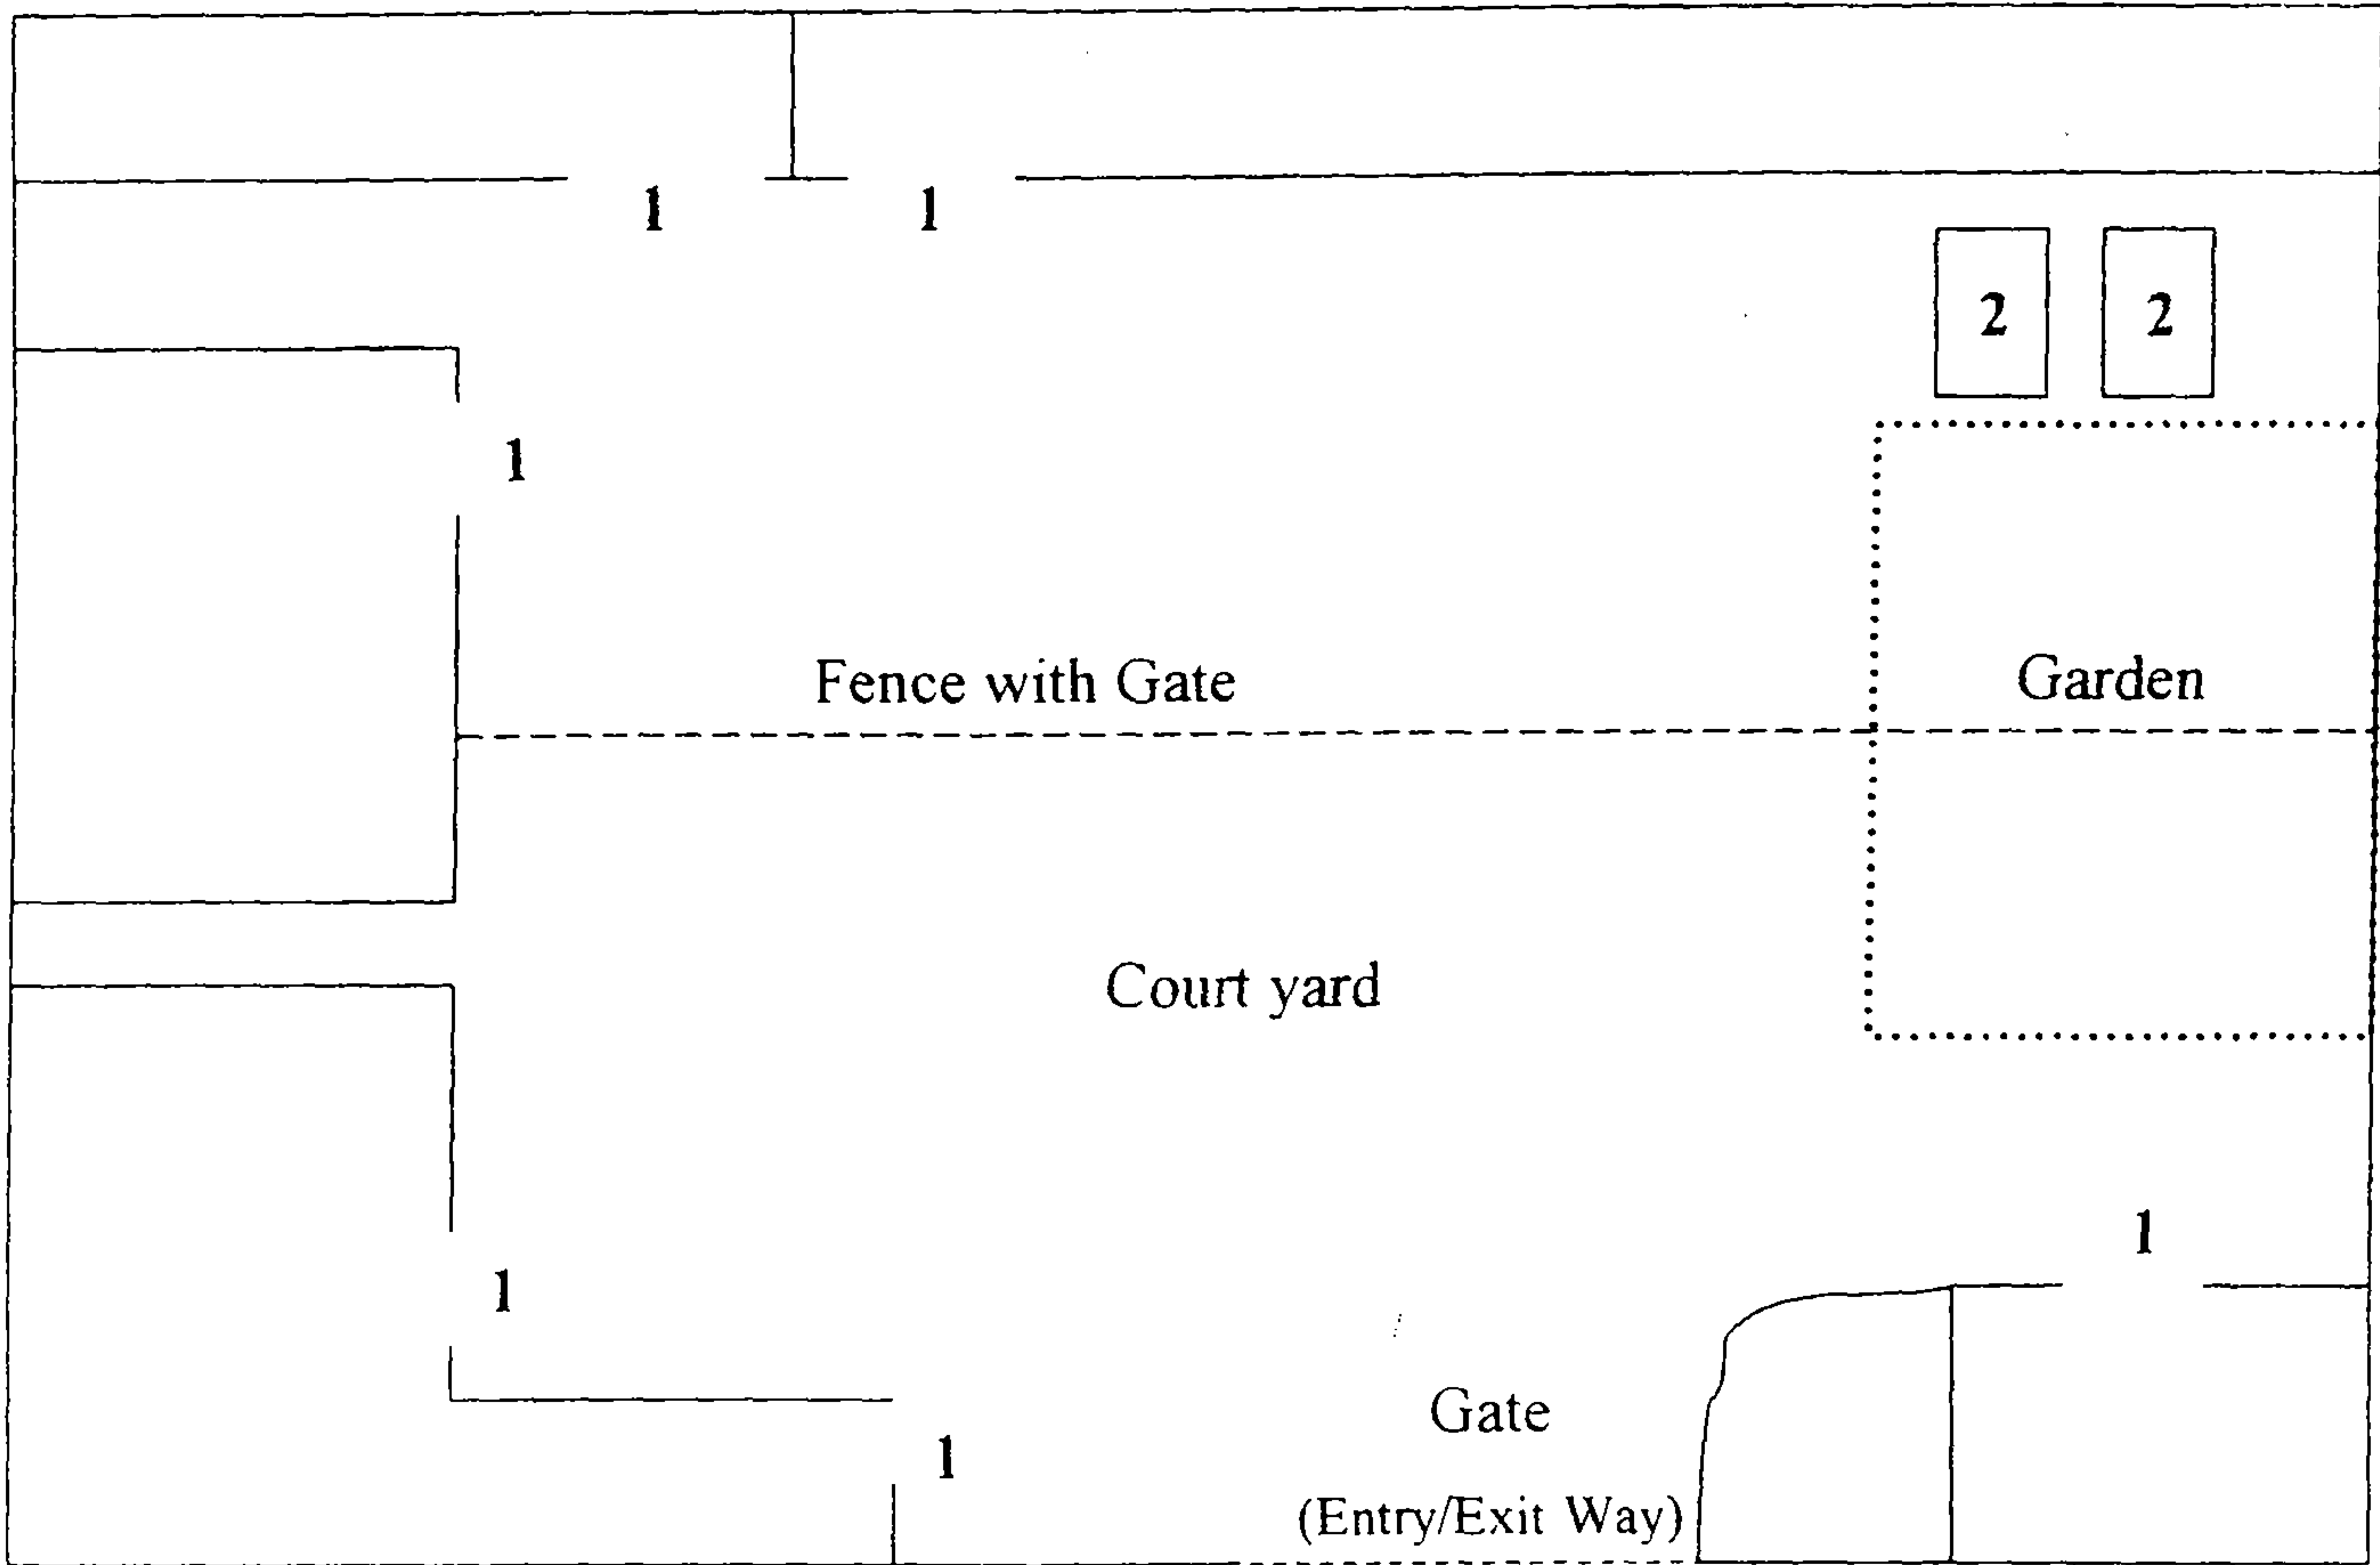 1 1
2 2
1
Fence with Gate
Garden
Court yard
1
1
Gate
1
(Entry/Exit Way)